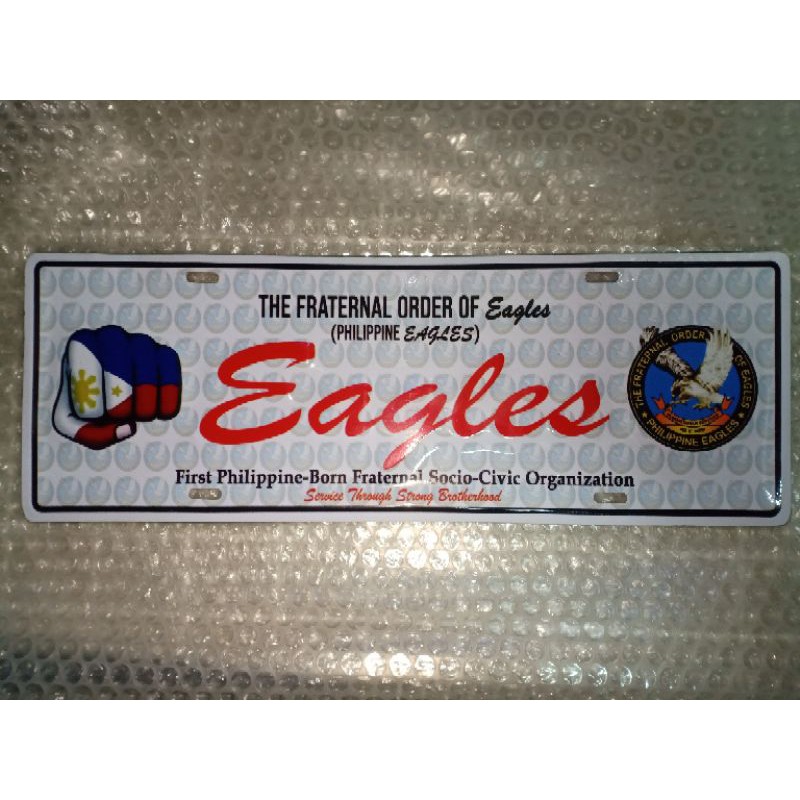 THE FRATERNAL ORDER OF Eagles
(PHILIPPINE EAGLES)
Eagles
First Philippine-Born Fraternal Socio-Civic Organization
Service Through Strong Brotherhood
THE FRATERNAL ORDER OF EAGLES
PHILIPPINE EAGLES